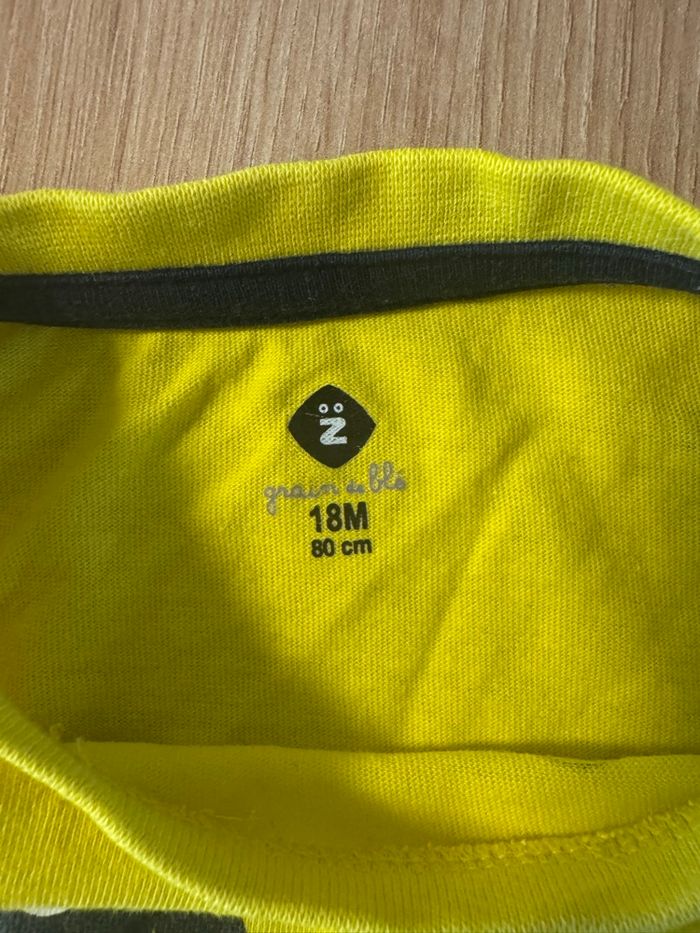 z
grain de blé
18M
80 cm